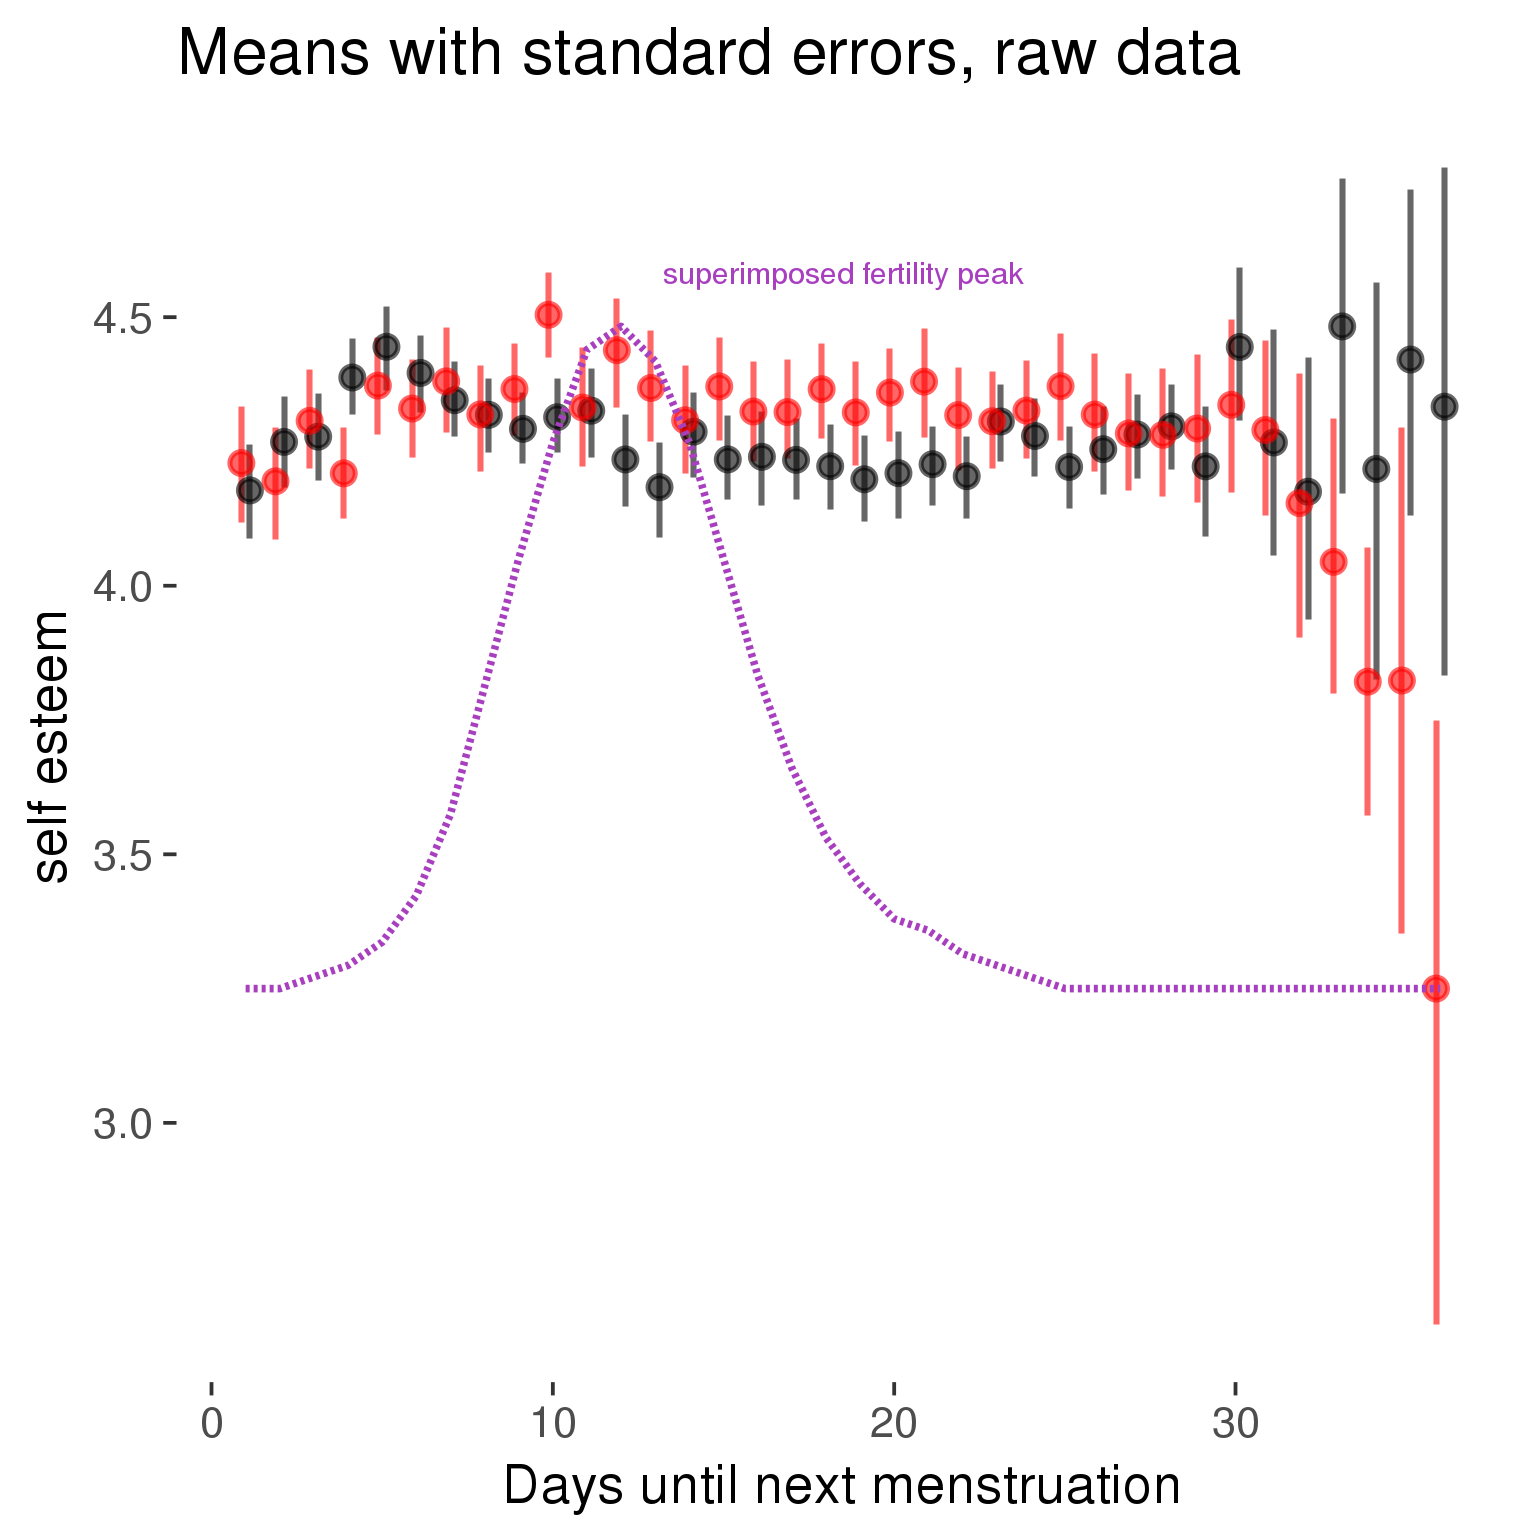 Means with standard errors, raw data
superimposed fertility peak
4.5
4.0
3.5
3.0
self esteem
0 10 20 30
Days until next menstruation